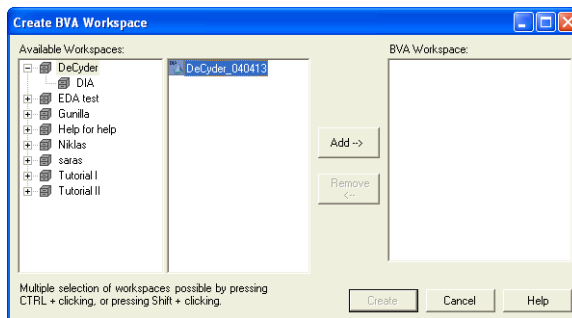 Create BVA Workspace
Available Workspaces:
BVA Workspace:
DeCyder
DIA
EDA test
Gunilla
Help for help
Niklas
saras
Tutorial I
Tutorial II
DeCyder_040413
Add -->
Remove
<--
Multiple selection of workspaces possible by pressing
CTRL + clicking, or pressing Shift + clicking.
Create
Cancel
Help